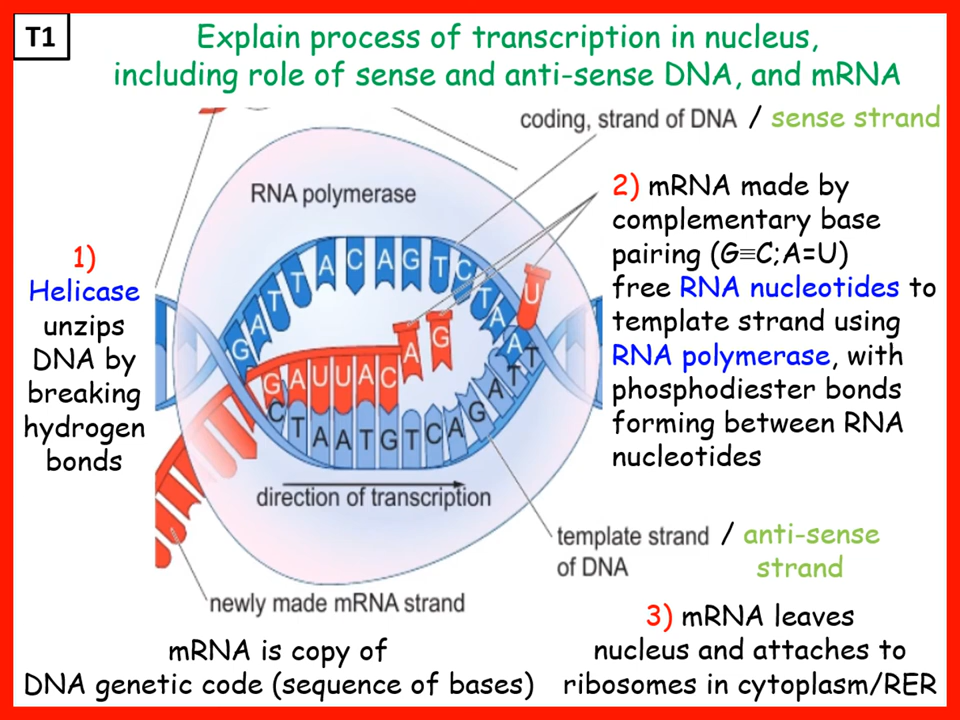 T1
Explain process of transcription in nucleus,
including role of sense and anti-sense DNA, and mRNA
coding, strand of DNA / sense strand
RNA polymerase
2) mRNA made by
complementary base
pairing (G≡C;A=U)
free RNA nucleotides to
template strand using
RNA polymerase, with
phosphodiester bonds
forming between RNA
nucleotides
1)
Helicase
unzips
DNA by
breaking
hydrogen
bonds
G A T T A C A G T C T A A T
U
A G
G A U U A C
C T A A T G T C A G A T
direction of transcription
template strand / anti-sense
of DNA strand
newly made mRNA strand
3) mRNA leaves
nucleus and attaches to
ribosomes in cytoplasm/RER
mRNA is copy of
DNA genetic code (sequence of bases)